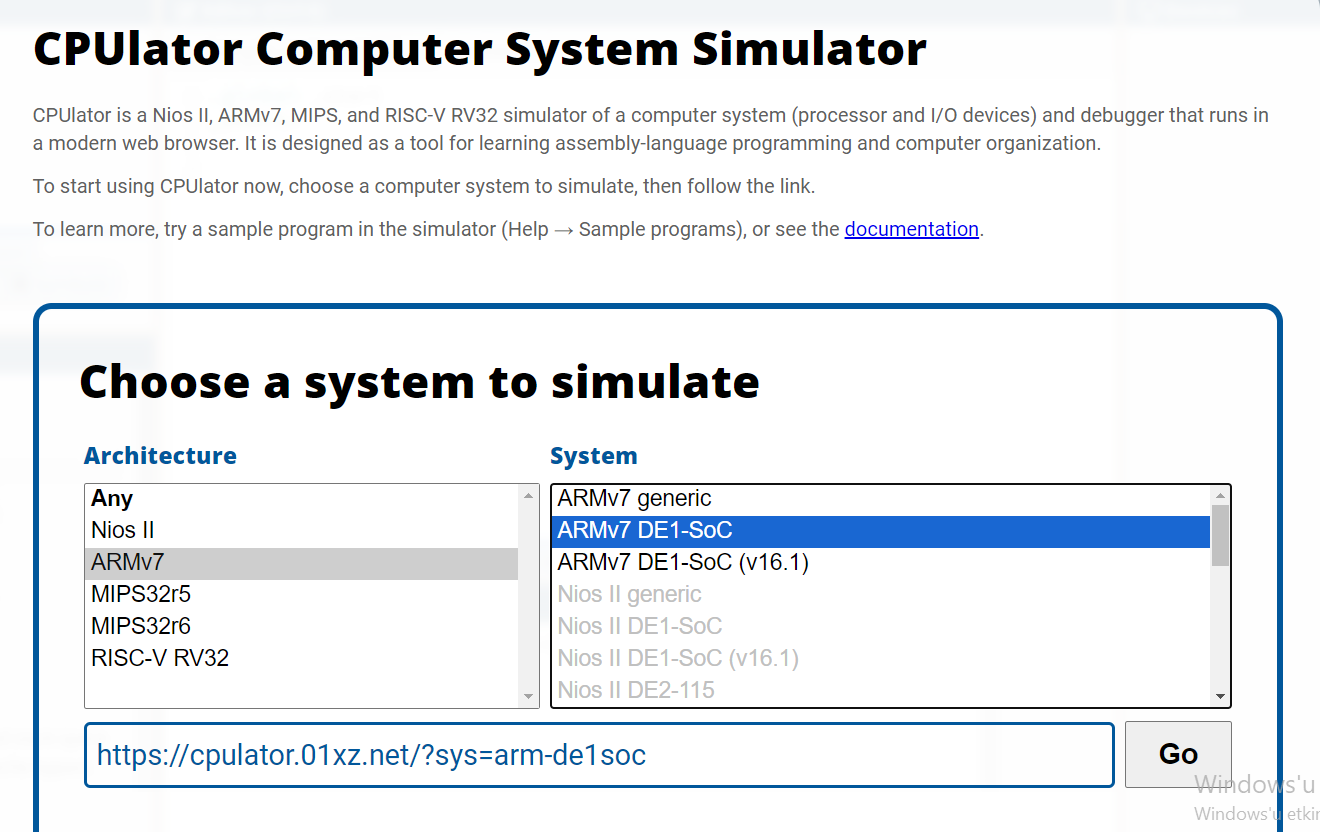 CPUlator Computer System Simulator
CPUlator is a Nios II, ARMv7, MIPS, and RISC-V RV32 simulator of a computer system (processor and I/O devices) and debugger that runs in
a modern web browser. It is designed as a tool for learning assembly-language programming and computer organization.
To start using CPUlator now, choose a computer system to simulate, then follow the link.
To learn more, try a sample program in the simulator (Help → Sample programs), or see the documentation.
Choose a system to simulate
Architecture
Any
Nios II
ARMv7
MIPS32r5
MIPS32r6
RISC-V RV32
System
ARMv7 generic
ARMv7 DE1-SoC
ARMv7 DE1-SoC (v16.1)
Nios II generic
Nios II DE1-SoC
Nios II DE1-SoC (v16.1)
Nios II DE2-115
https://cpulator.01xz.net/?sys=arm-de1soc
Go
Windows'u
Windows'u etkin